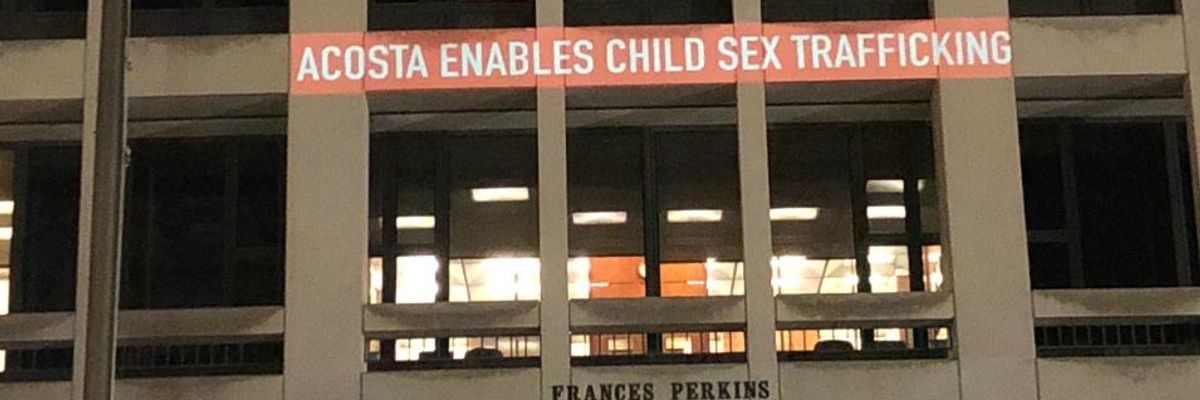 ACOSTA ENABLES CHILD SEX TRAFFICKING
FRANCES PERKINS